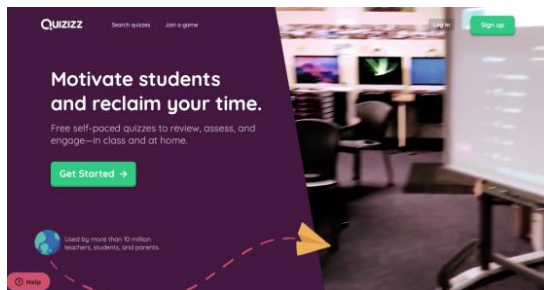 Quizizz
Search quizzes
Join a game
Log in
Sign up
Motivate students
and reclaim your time.
Free self-paced quizzes to review, assess, and
engage—in class and at home.
Get Started →
Used by more than 10 million
teachers, students, and parents.
Help